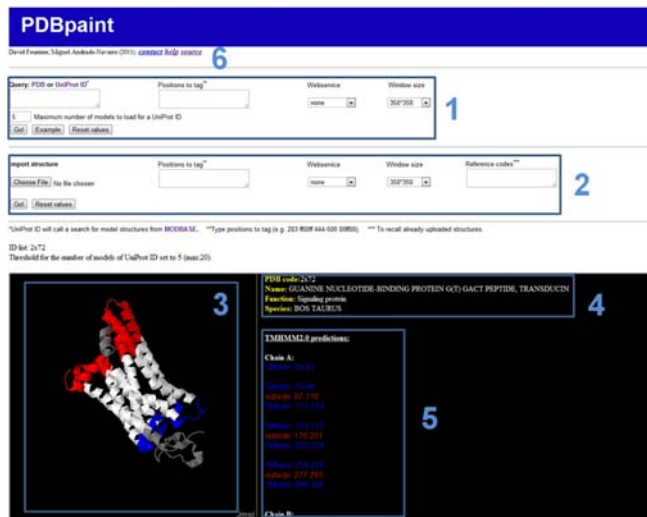 PDBpaint
David Fournier, Miguel Andrade-Navarro (2011). contact help source
6
Query: PDB or UniProt ID*
Positions to tag**
Webservice
Window size
none
350*350
5 Maximum number of models to load for a UniProt ID
Go! Example Reset values
1
Import structure
Positions to tag**
Webservice
Window size
Reference codes***
Choose File No file chosen
none
350*350
2
Go! Reset values
*UniProt ID will call a search for model structures from MODBASE. **Type positions to tag (e.g. 203 ff00ff 444-500 00ff00). *** To recall already uploaded structures.
ID list: 2x72
Threshold for the number of models of UniProt ID set to 5 (max:20).
3
PDB code:2x72
Name: GUANINE NUCLEOTIDE-BINDING PROTEIN G(T) GACT PEPTIDE, TRANSDUCIN
Function: Signaling protein
Species: BOS TAURUS
4
TMHMM2.0 predictions:
Chain A:
outside: 97-110
outside: 176-201
outside: 277-285
5
Chain B:
Jmol